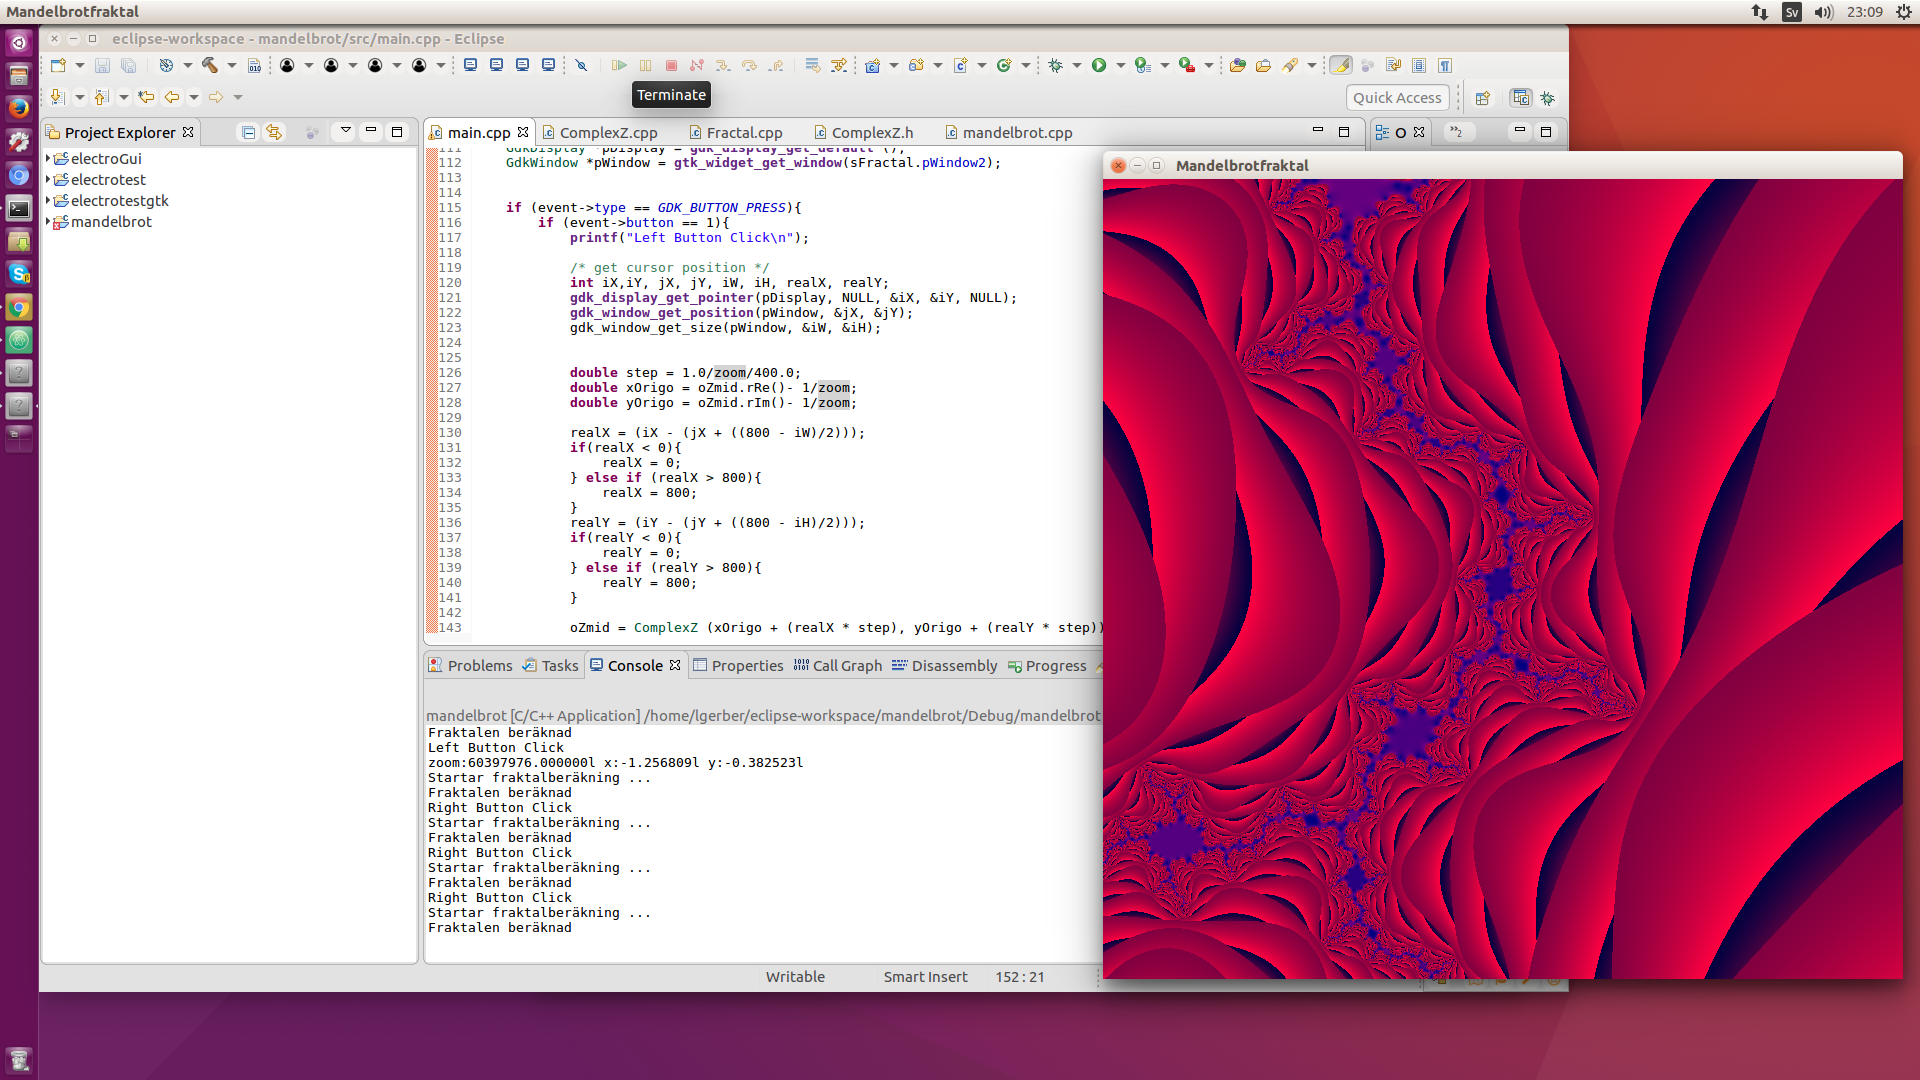 Mandelbrotfraktal
Sv
23:09
eclipse-workspace - mandelbrot/src/main.cpp - Eclipse
Terminate
Quick Access
Project Explorer
electroGui
electrotest
electrotestgtk
mandelbrot
main.cpp
ComplexZ.cpp
Fractal.cpp
ComplexZ.h
mandelbrot.cpp
O
»2
111 GdkDisplay *pDisplay = gdk_display_get_default ();
112 GdkWindow *pWindow = gtk_widget_get_window(sFractal.pWindow2);
113
114
115 if (event->type == GDK_BUTTON_PRESS){
116 if (event->button == 1){
117 printf("Left Button Click\n");
118
119 /* get cursor position */
120 int iX,iY, jX, jY, iW, iH, realX, realY;
121 gdk_display_get_pointer(pDisplay, NULL, &iX, &iY, NULL);
122 gdk_window_get_position(pWindow, &jX, &jY);
123 gdk_window_get_size(pWindow, &iW, &iH);
124
125
126 double step = 1.0/zoom/400.0;
127 double xOrigo = oZmid.rRe()- 1/zoom;
128 double yOrigo = oZmid.rIm()- 1/zoom;
129
130 realX = (iX - (jX + ((800 - iW)/2)));
131 if(realX < 0){
132 realX = 0;
133 } else if (realX > 800){
134 realX = 800;
135 }
136 realY = (iY - (jY + ((800 - iH)/2)));
137 if(realY < 0){
138 realY = 0;
139 } else if (realY > 800){
140 realY = 800;
141 }
142
143 oZmid = ComplexZ (xOrigo + (realX * step), yOrigo + (realY * step))
Mandelbrotfraktal
Problems
Tasks
Console
Properties
Call Graph
Disassembly
Progress
mandelbrot [C/C++ Application] /home/lgerber/eclipse-workspace/mandelbrot/Debug/mandelbrot
Fraktalen beräknad
Left Button Click
zoom:60397976.000000l x:-1.256809l y:-0.382523l
Startar fraktalberäkning ...
Fraktalen beräknad
Right Button Click
Startar fraktalberäkning ...
Fraktalen beräknad
Right Button Click
Startar fraktalberäkning ...
Fraktalen beräknad
Right Button Click
Startar fraktalberäkning ...
Fraktalen beräknad
Writable
Smart Insert
152 : 21